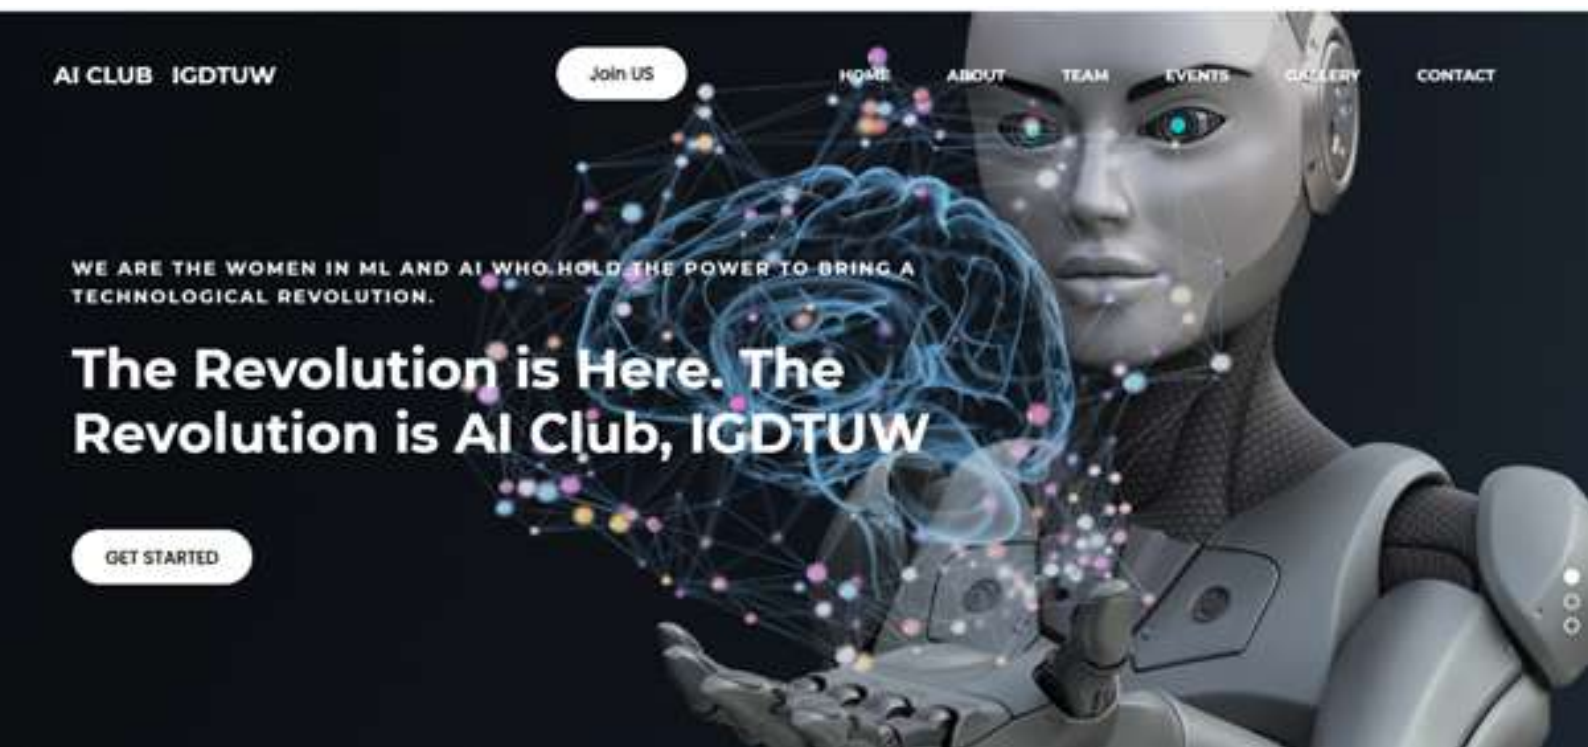 AI CLUB IGDTUW
Join US
HOME ABOUT TEAM EVENTS GALLERY CONTACT
WE ARE THE WOMEN IN ML AND AI WHO HOLD THE POWER TO BRING A
TECHNOLOGICAL REVOLUTION.
The Revolution is Here. The
Revolution is AI Club, IGDTUW
GET STARTED